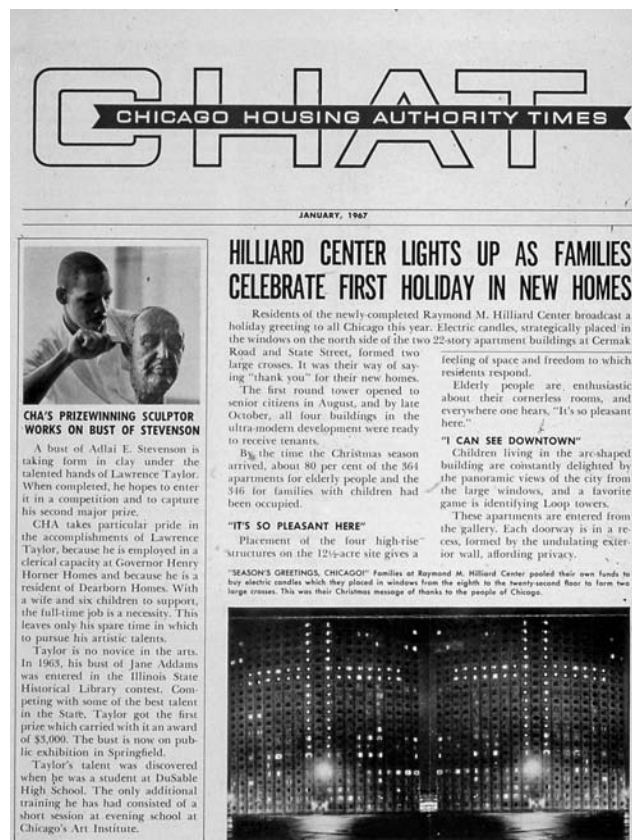 CHAT
CHICAGO HOUSING AUTHORITY TIMES
JANUARY, 1967
CHA'S PRIZEWINNING SCULPTOR
WORKS ON BUST OF STEVENSON
A bust of Adlai E. Stevenson is
taking form in clay under the
talented hands of Lawrence Taylor.
When completed, he hopes to enter
it in a competition and to capture
his second major prize.
CHA takes particular pride in
the accomplishments of Lawrence
Taylor, because he is employed in a
clerical capacity at Governor Henry
Horner Homes and because he is a
resident of Dearborn Homes. With
a wife and six children to support,
the full-time job is a necessity. This
leaves only his spare time in which
to pursue his artistic talents.
Taylor is no novice in the arts.
In 1963, his bust of Jane Addams
was entered in the Illinois State
Historical Library contest. Com-
peting with some of the best talent
in the State, Taylor got the first
prize which carried with it an award
of $3,000. The bust is now on pub-
lic exhibition in Springfield.
Taylor's talent was discovered
when he was a student at DuSable
High School. The only additional
training he has had consisted of a
short session at evening school at
Chicago's Art Institute.
HILLIARD CENTER LIGHTS UP AS FAMILIES
CELEBRATE FIRST HOLIDAY IN NEW HOMES
Residents of the newly-completed Raymond M. Hilliard Center broadcast a
holiday greeting to all Chicago this year. Electric candles, strategically placed in
the windows on the north side of the two 22-story apartment buildings at Cermak
Road and State Street, formed two
large crosses. It was their way of say-
ing "thank you" for their new homes.
The first round tower opened to
senior citizens in August, and by late
October, all four buildings in the
ultra-modern development were ready
to receive tenants.
By the time the Christmas season
arrived, about 80 per cent of the 364
apartments for elderly people and the
346 for families with children had
been occupied.
"IT'S SO PLEASANT HERE"
Placement of the four high-rise
structures on the 12½-acre site gives a
feeling of space and freedom to which
residents respond.
Elderly people are enthusiastic
about their cornerless rooms, and
everywhere one hears, "It's so pleasant
here."
"I CAN SEE DOWNTOWN"
Children living in the arc-shaped
building are constantly delighted by
the panoramic views of the city from
the large windows, and a favorite
game is identifying Loop towers.
These apartments are entered from
the gallery. Each doorway is in a re-
cess, formed by the undulating exter-
ior wall, affording privacy.
"SEASON'S GREETINGS, CHICAGO!" Families at Raymond M. Hilliard Center pooled their own funds to
buy electric candles which they placed in windows from the eighth to the twenty-second floor to form two
large crosses. This was their Christmas message of thanks to the people of Chicago.